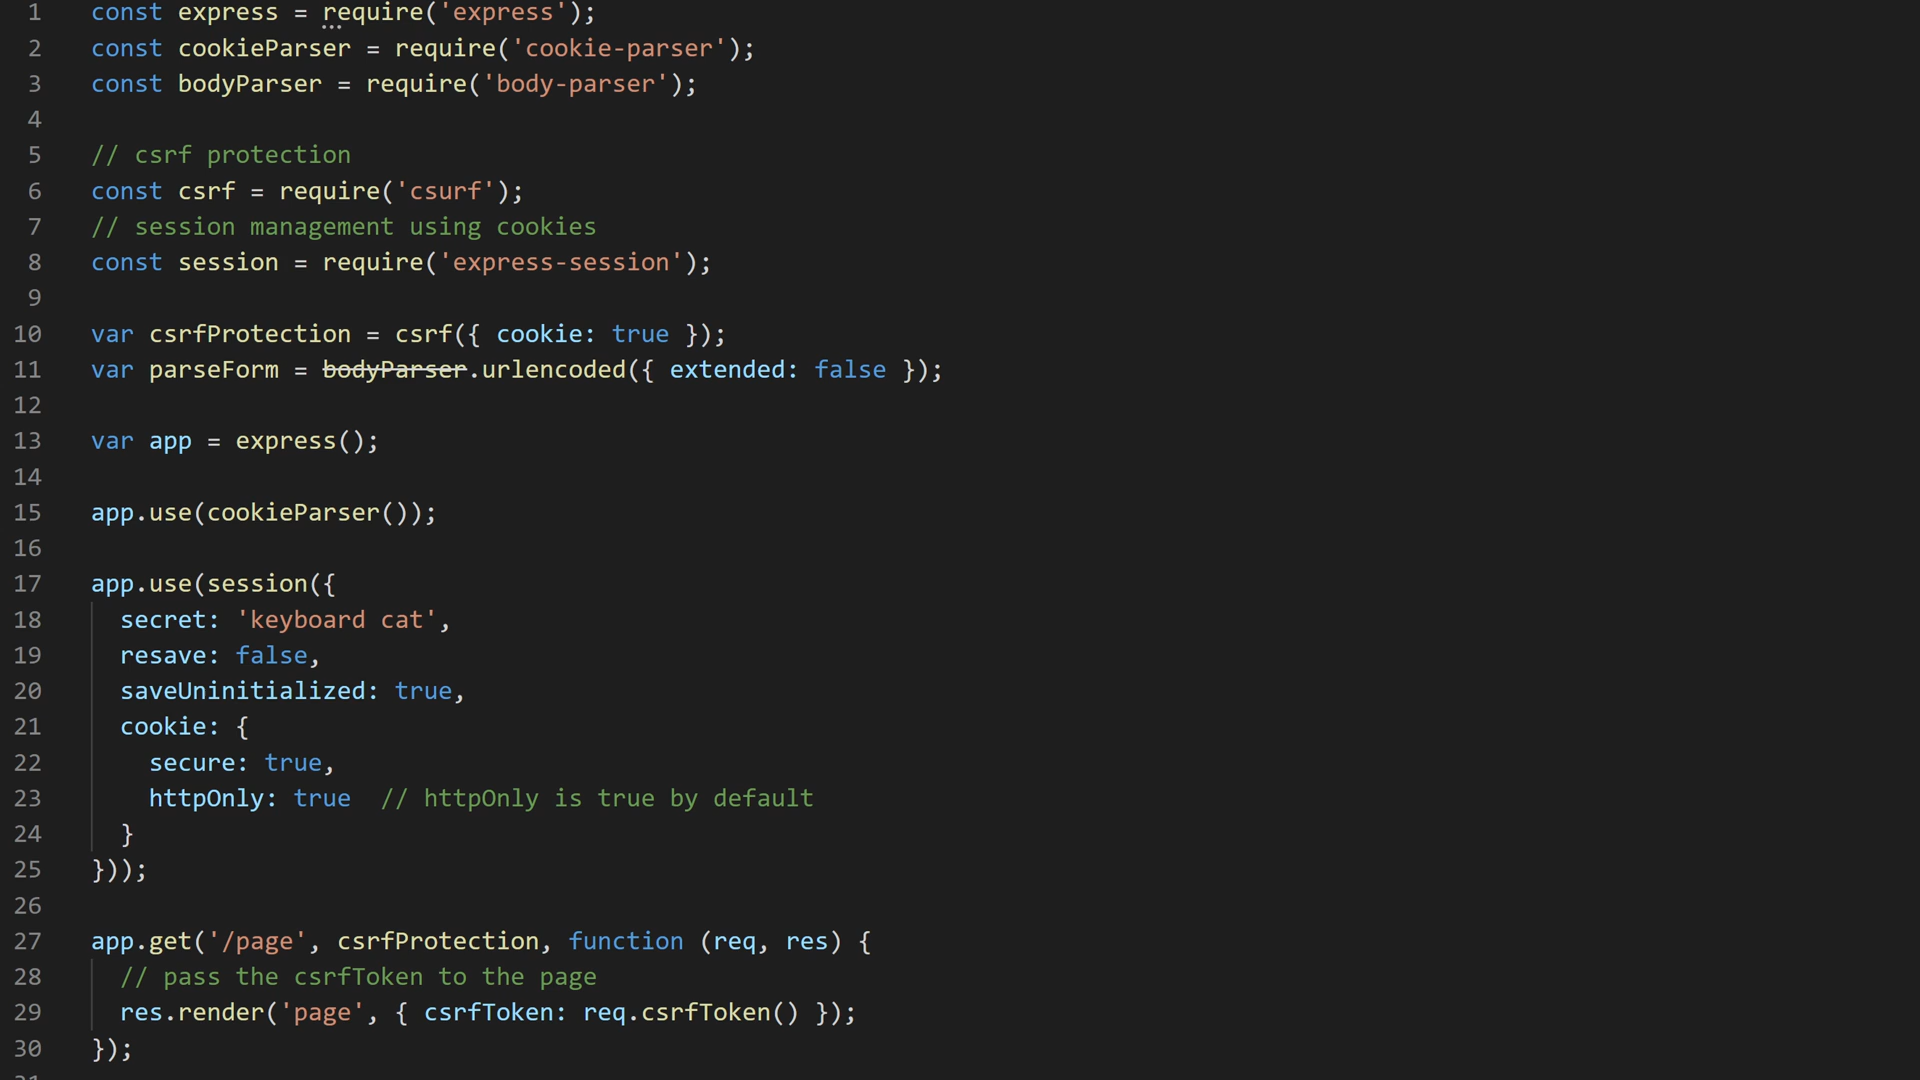 1 const express = require('express');
2 const cookieParser = require('cookie-parser');
3 const bodyParser = require('body-parser');
4
5 // csrf protection
6 const csrf = require('csurf');
7 // session management using cookies
8 const session = require('express-session');
9
10 var csrfProtection = csrf({ cookie: true });
11 var parseForm = bodyParser.urlencoded({ extended: false });
12
13 var app = express();
14
15 app.use(cookieParser());
16
17 app.use(session({
18   secret: 'keyboard cat',
19   resave: false,
20   saveUninitialized: true,
21   cookie: {
22     secure: true,
23     httpOnly: true  // httpOnly is true by default
24   }
25 }));
26
27 app.get('/page', csrfProtection, function (req, res) {
28   // pass the csrfToken to the page
29   res.render('page', { csrfToken: req.csrfToken() });
30 });
31